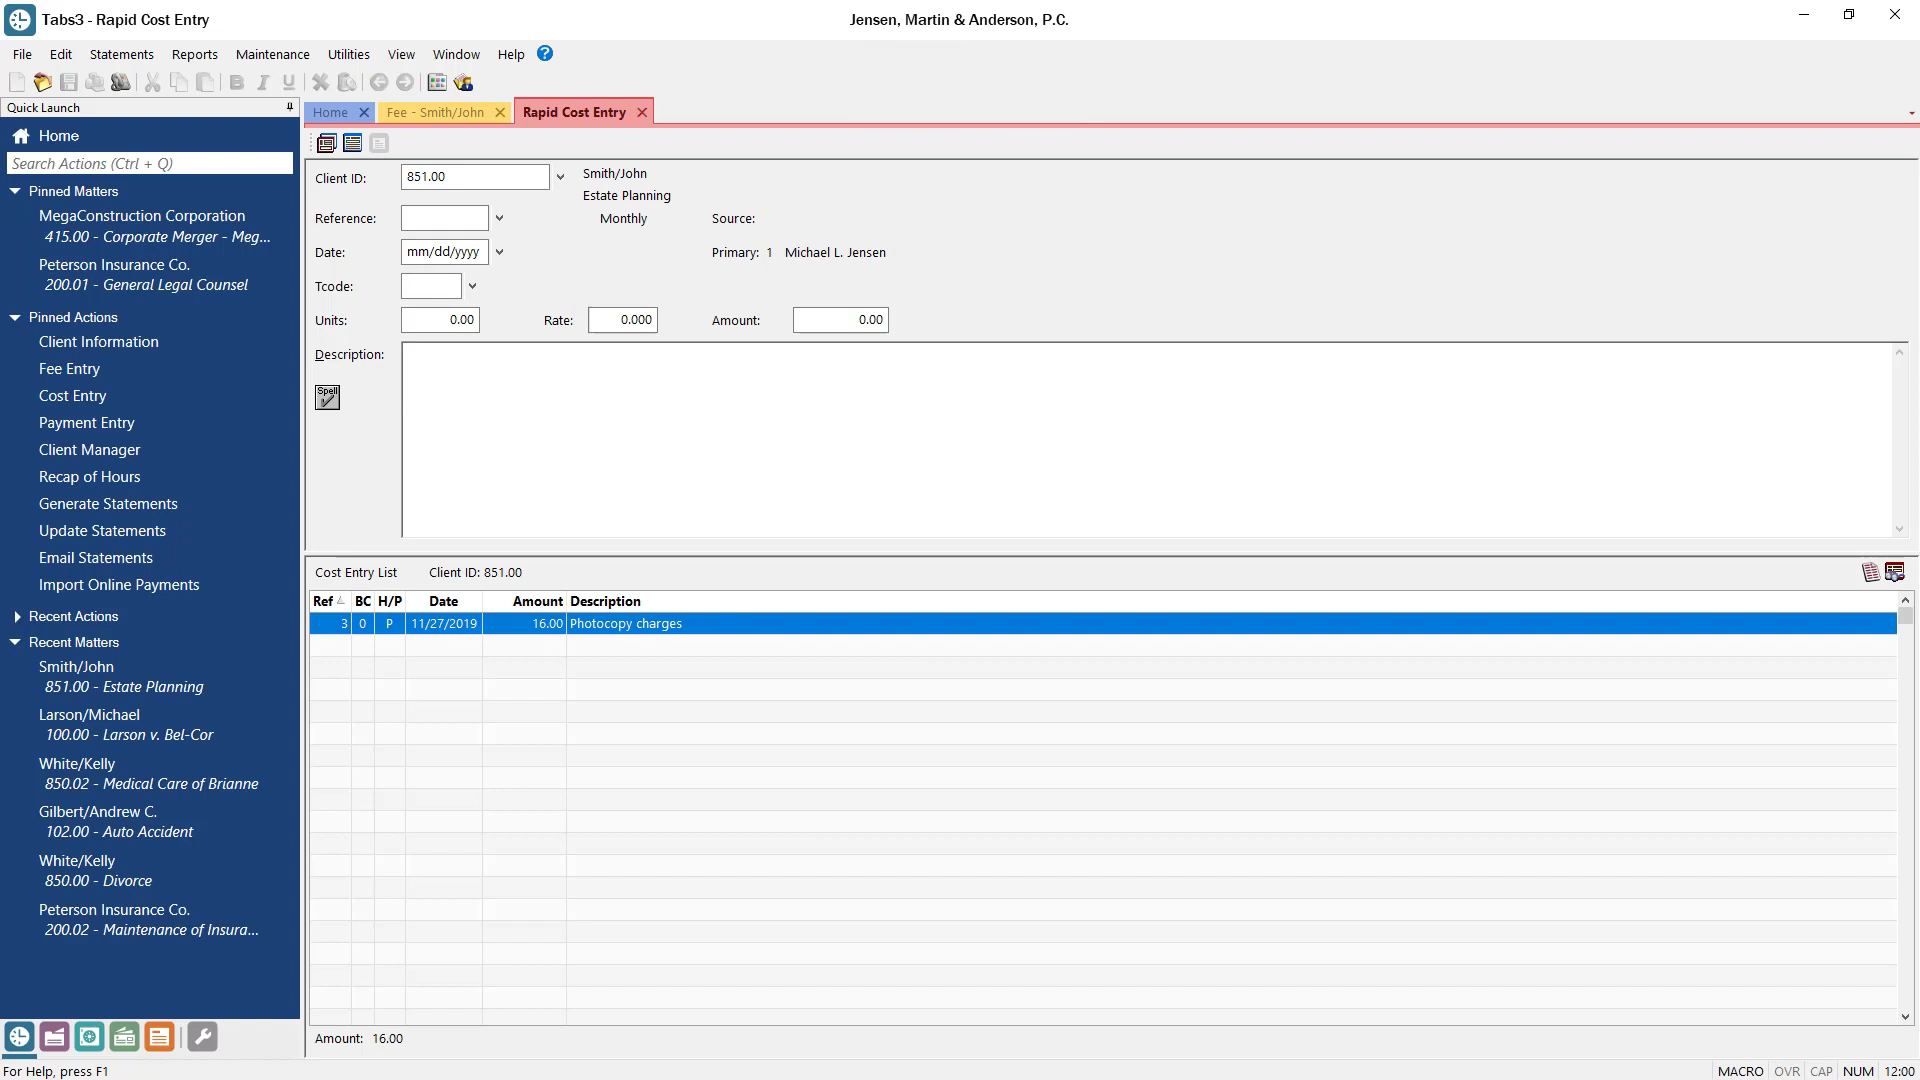 Tabs3 - Rapid Cost Entry
Jensen, Martin & Anderson, P.C.
File Edit Statements Reports Maintenance Utilities View Window Help ?
B I U
Quick Launch
Home Fee - Smith/John Rapid Cost Entry
Home
Search Actions (Ctrl + Q)
Pinned Matters
MegaConstruction Corporation
415.00 - Corporate Merger - Meg...
Peterson Insurance Co.
200.01 - General Legal Counsel
Pinned Actions
Client Information
Fee Entry
Cost Entry
Payment Entry
Client Manager
Recap of Hours
Generate Statements
Update Statements
Email Statements
Import Online Payments
Recent Actions
Recent Matters
Smith/John
851.00 - Estate Planning
Larson/Michael
100.00 - Larson v. Bel-Cor
White/Kelly
850.02 - Medical Care of Brianne
Gilbert/Andrew C.
102.00 - Auto Accident
White/Kelly
850.00 - Divorce
Peterson Insurance Co.
200.02 - Maintenance of Insura...
Client ID: 851.00 Smith/John
Estate Planning
Reference: Monthly Source:
Date: mm/dd/yyyy Primary: 1 Michael L. Jensen
Tcode:
Units: 0.00 Rate: 0.000 Amount: 0.00
Description:
Spell
Cost Entry List Client ID: 851.00
Ref BC H/P Date Amount Description
3 0 P 11/27/2019 16.00 Photocopy charges
Amount: 16.00
For Help, press F1
MACRO OVR CAP NUM 12:00